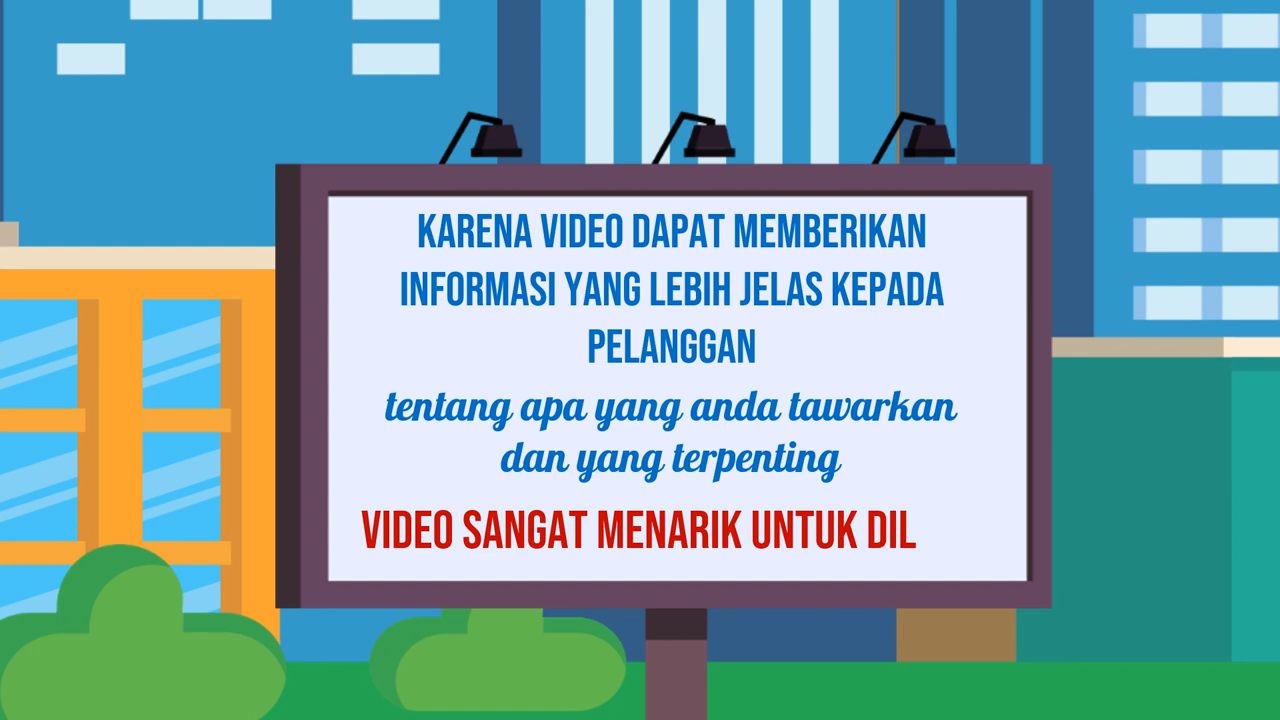 KARENA VIDEO DAPAT MEMBERIKAN
INFORMASI YANG LEBIH JELAS KEPADA
PELANGGAN
tentang apa yang anda tawarkan
dan yang terpenting
VIDEO SANGAT MENARIK UNTUK DIL